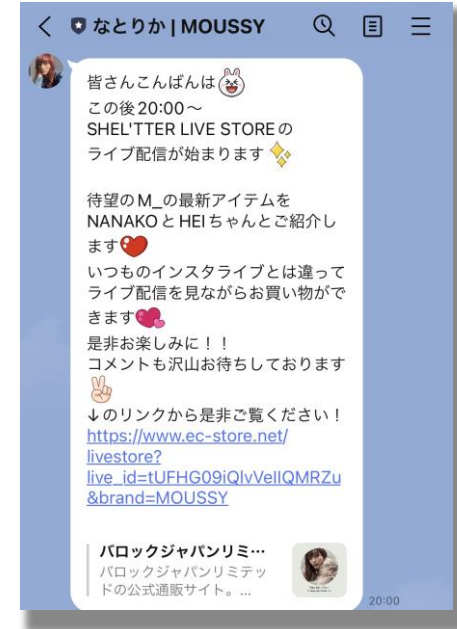 なとりか | MOUSSY
皆さんこんばんは
この後20:00～
SHEL'TTER LIVE STOREの
ライブ配信が始まります
待望のM_の最新アイテムを
NANAKOとHEIちゃんとご紹介し
ます
いつものインスタライブとは違って
ライブ配信を見ながらお買い物がで
きます
是非お楽しみに！！
コメントも沢山お待ちしております
↓のリンクから是非ご覧ください！
https://www.ec-store.net/
livestore?
live_id=tUFHG09iQlvVellQMRZu
&brand=MOUSSY
バロックジャパンリミ…
バロックジャパンリミテッ
ドの公式通販サイト。...
20:00